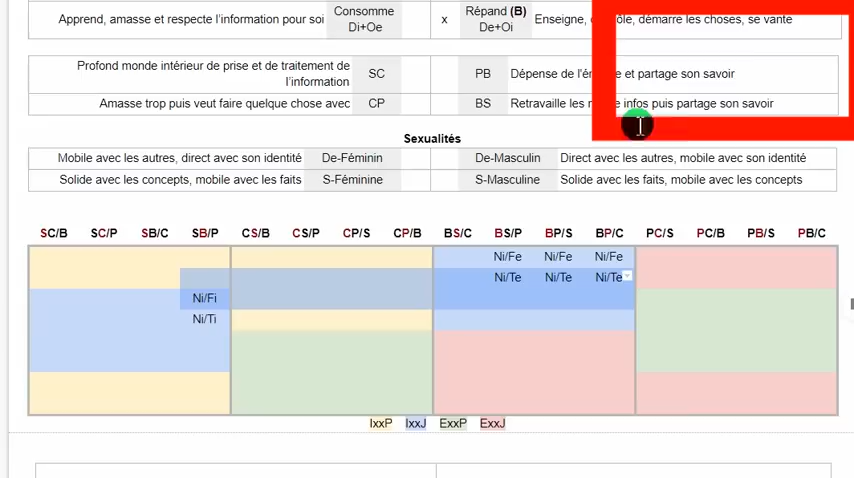 Consomme Répand (B)
Apprend, amasse et respecte l'information pour soi x Enseigne, démarre les choses, se vante
Di+Oe De+Oi
Profond monde intérieur de prise et de traitement de l'information SC PB Dépense de et partage son savoir
Amasse trop puis veut faire quelque chose avec CP BS Retravaille les infos puis partage son savoir
Sexualités
Mobile avec les autres, direct avec son identité De-Féminin De-Masculin Direct avec les autres, mobile avec son identité
Solide avec les concepts, mobile avec les faits S-Féminine S-Masculine Solide avec les faits, mobile avec les concepts
SC/B SC/P SB/C SB/P CS/B CS/P CP/S CP/B BS/C BS/P BP/S BP/C PC/S PC/B PB/S PB/C
Ni/Fe Ni/Fe Ni/Fe
Ni/Te Ni/Te Ni/Te
Ni/Fi
Ni/Ti
IxxP IxxJ ExxP ExxJ